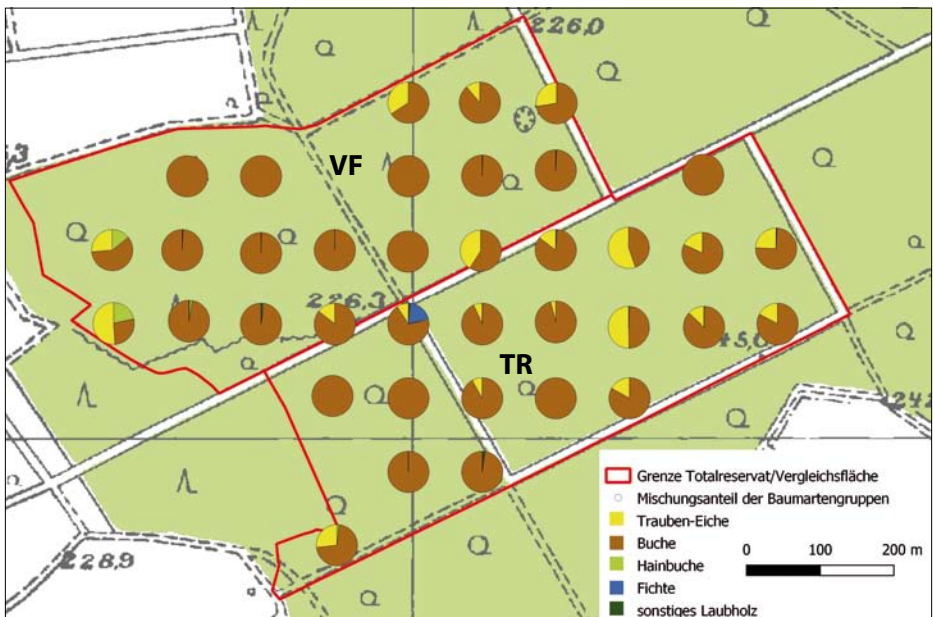 226,0
,3
VF
226,3
TR
45,0
242
228,9
Grenze Totalreservat/Vergleichsfläche
Mischungsanteil der Baumartengruppen
Trauben-Eiche
Buche
Hainbuche
Fichte
sonstiges Laubholz
0 100 200 m